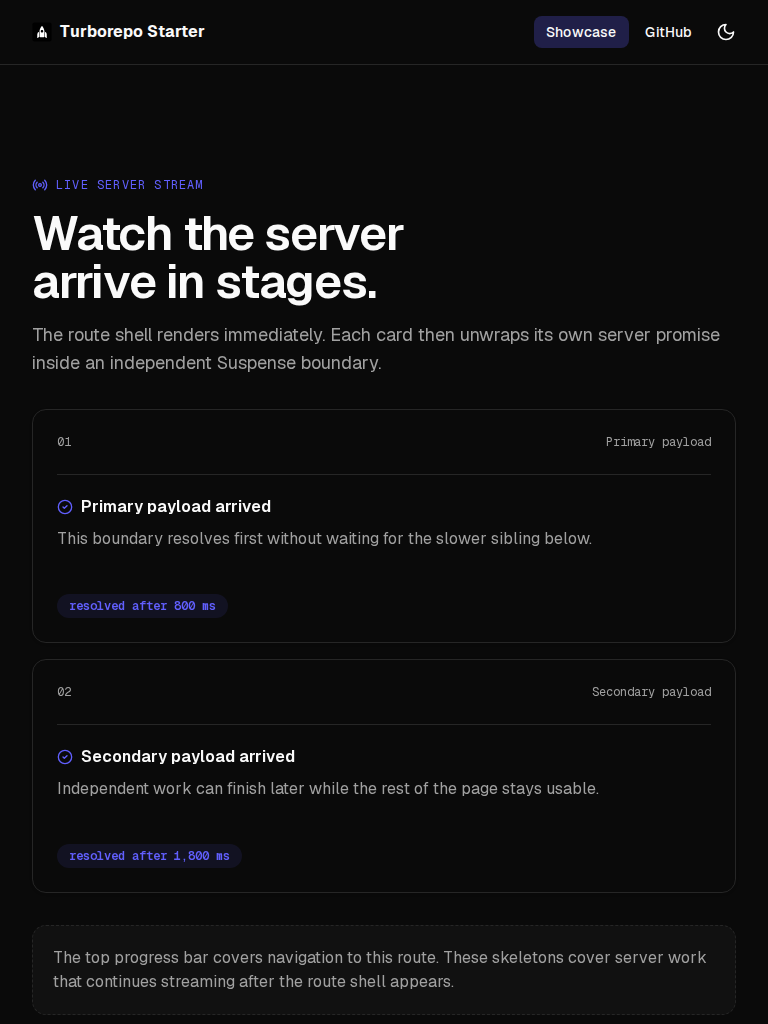 Turborepo Starter
Showcase
GitHub
LIVE SERVER STREAM
Watch the server
arrive in stages.
The route shell renders immediately. Each card then unwraps its own server promise
inside an independent Suspense boundary.
01
Primary payload
Primary payload arrived
This boundary resolves first without waiting for the slower sibling below.
resolved after 800 ms
02
Secondary payload
Secondary payload arrived
Independent work can finish later while the rest of the page stays usable.
resolved after 1,800 ms
The top progress bar covers navigation to this route. These skeletons cover server work
that continues streaming after the route shell appears.